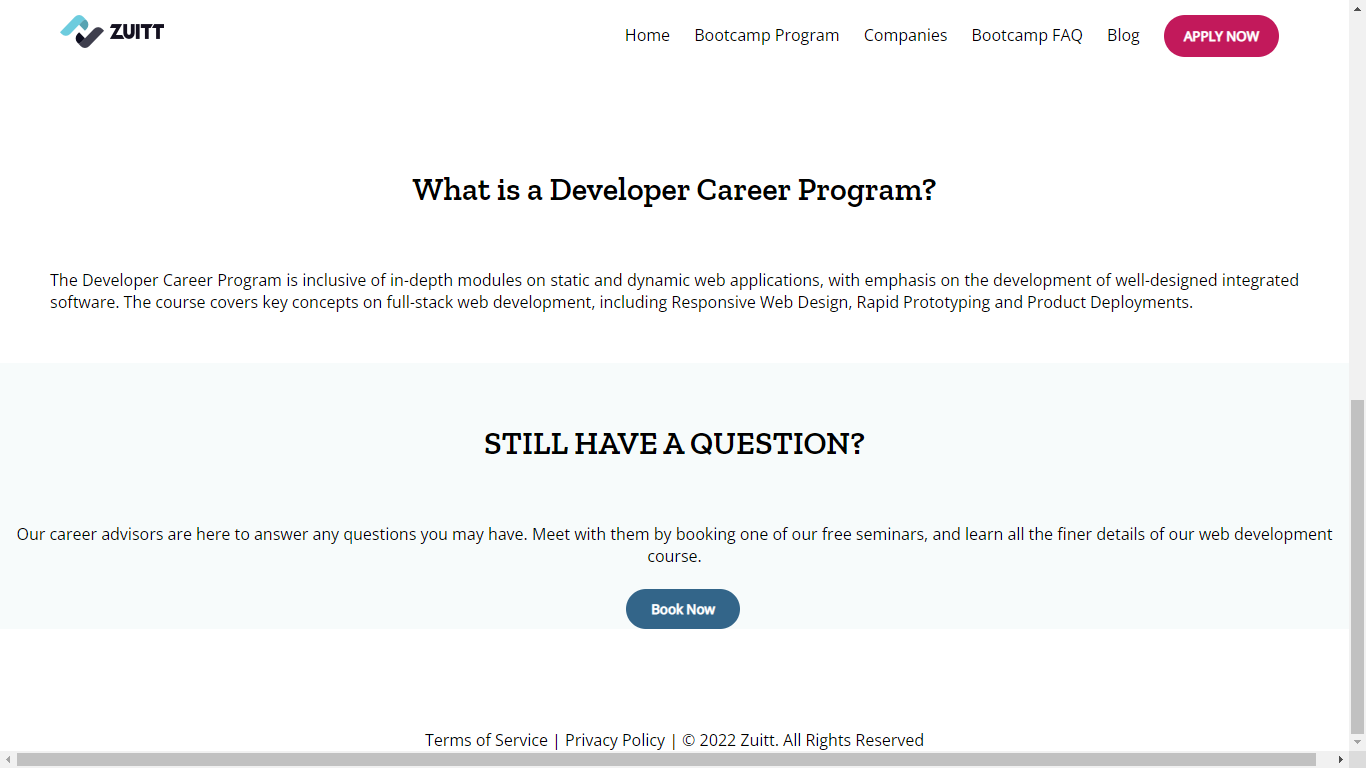 ZUITT
Home Bootcamp Program Companies Bootcamp FAQ Blog APPLY NOW
What is a Developer Career Program?
The Developer Career Program is inclusive of in-depth modules on static and dynamic web applications, with emphasis on the development of well-designed integrated
software. The course covers key concepts on full-stack web development, including Responsive Web Design, Rapid Prototyping and Product Deployments.
STILL HAVE A QUESTION?
Our career advisors are here to answer any questions you may have. Meet with them by booking one of our free seminars, and learn all the finer details of our web development
course.
Book Now
Terms of Service | Privacy Policy | © 2022 Zuitt. All Rights Reserved